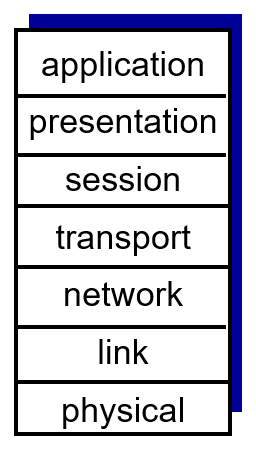 application
presentation
session
transport
network
link
physical